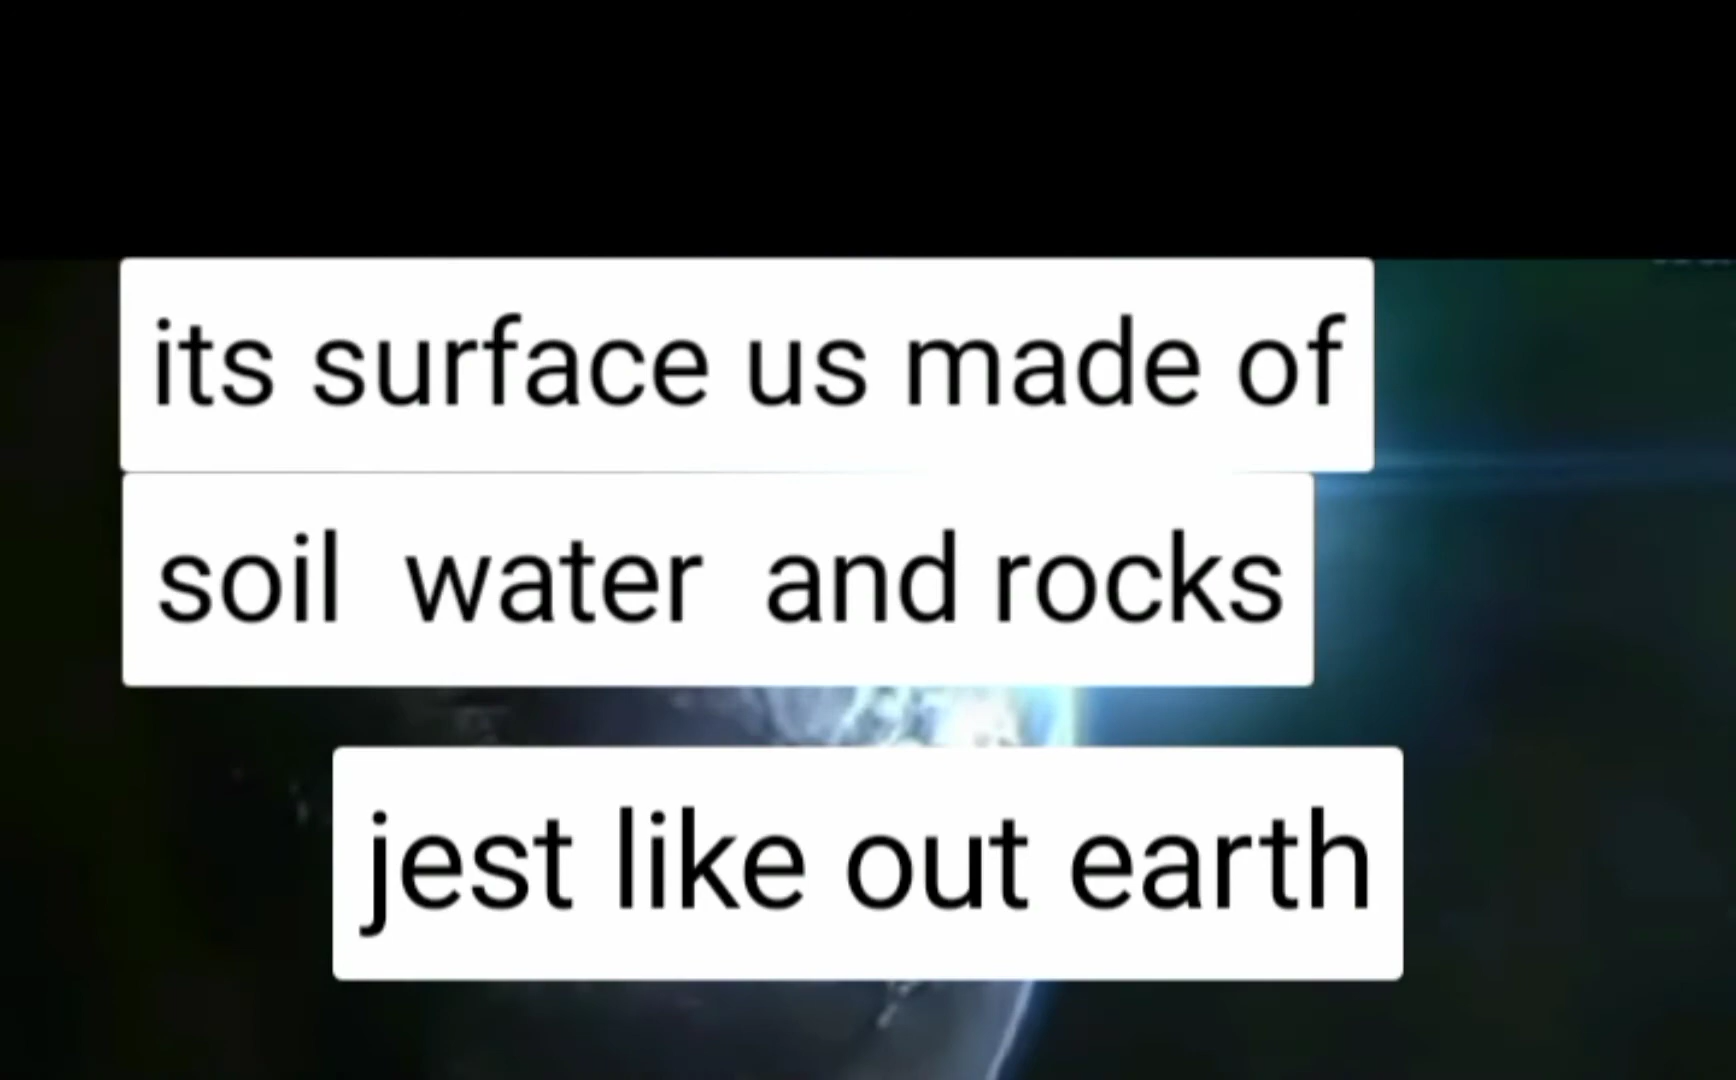 its surface us made of
soil water and rocks
jest like out earth